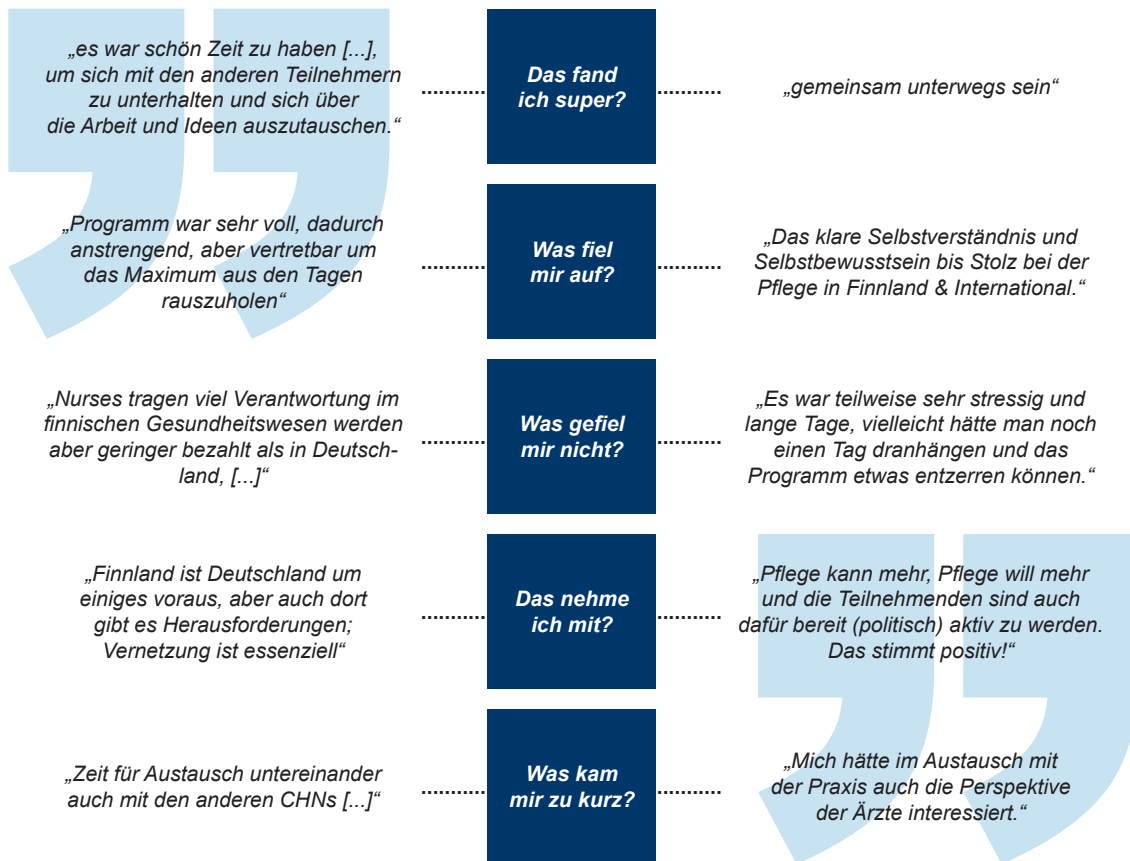 „es war schön Zeit zu haben [...],
um sich mit den anderen Teilnehmern
zu unterhalten und sich über
die Arbeit und Ideen auszutauschen.“
Das fand
ich super?
„gemeinsam unterwegs sein“
„Programm war sehr voll, dadurch
anstrengend, aber vertretbar um
das Maximum aus den Tagen
rauszuholen“
Was fiel
mir auf?
„Das klare Selbstverständnis und
Selbstbewusstsein bis Stolz bei der
Pflege in Finnland & International.“
„Nurses tragen viel Verantwortung im
finnischen Gesundheitswesen werden
aber geringer bezahlt als in Deutsch-
land, [...]“
Was gefiel
mir nicht?
„Es war teilweise sehr stressig und
lange Tage, vielleicht hätte man noch
einen Tag dranhängen und das
Programm etwas entzerren können.“
„Finnland ist Deutschland um
einiges voraus, aber auch dort
gibt es Herausforderungen;
Vernetzung ist essenziell“
Das nehme
ich mit?
„Pflege kann mehr, Pflege will mehr
und die Teilnehmenden sind auch
dafür bereit (politisch) aktiv zu werden.
Das stimmt positiv!“
„Zeit für Austausch untereinander
auch mit den anderen CHNs [...]“
Was kam
mir zu kurz?
„Mich hätte im Austausch mit
der Praxis auch die Perspektive
der Ärzte interessiert.“